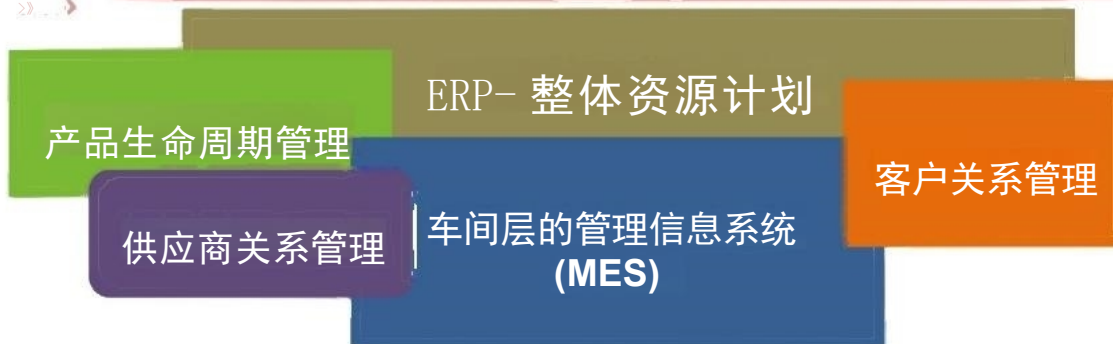 ERP- 整体资源计划
产品生命周期管理
客户关系管理
供应商关系管理
车间层的管理信息系统
(MES)